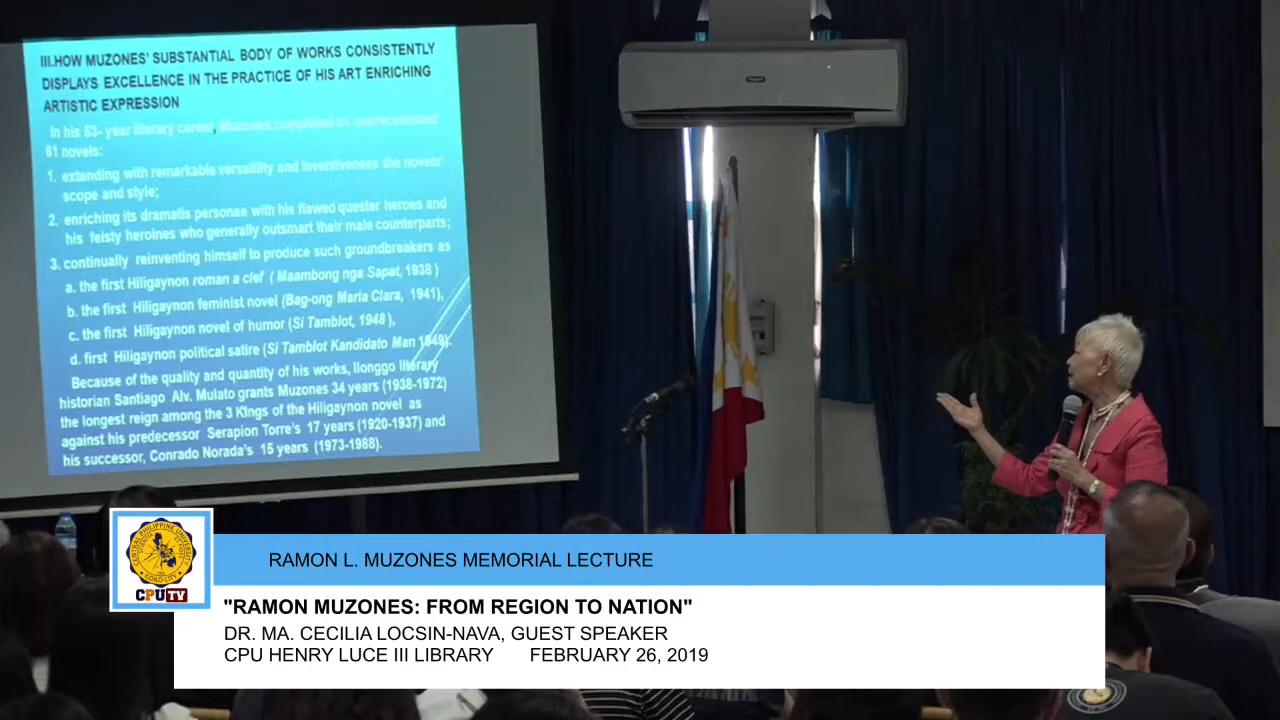 III.HOW MUZONES' SUBSTANTIAL BODY OF WORKS CONSISTENTLY
DISPLAYS EXCELLENCE IN THE PRACTICE OF HIS ART ENRICHING
ARTISTIC EXPRESSION
In his 53- year literary career, Muzones completed an unprecedented
61 novels:
1. extending with remarkable versatility and inventiveness the novels'
scope and style;
2. enriching its dramatis personae with his flawed quester heroes and
his feisty heroines who generally outsmart their male counterparts;
3. continually reinventing himself to produce such groundbreakers as
a. the first Hiligaynon roman a clef ( Maambong nga Sapat, 1938 )
b. the first Hiligaynon feminist novel (Bag-ong Maria Clara, 1941),
c. the first Hiligaynon novel of humor (Si Tamblot, 1948 ),
d. first Hiligaynon political satire (Si Tamblot Kandidato Man 1949).
Because of the quality and quantity of his works, Ilonggo literary
historian Santiago Alv. Mulato grants Muzones 34 years (1938-1972)
the longest reign among the 3 KIngs of the Hiligaynon novel as
against his predecessor Serapion Torre's 17 years (1920-1937) and
his successor, Conrado Norada's 15 years (1973-1988).
CENTRAL PHILIPPINE UNIVERSITY
ILOILO CITY
CPUTV
RAMON L. MUZONES MEMORIAL LECTURE
"RAMON MUZONES: FROM REGION TO NATION"
DR. MA. CECILIA LOCSIN-NAVA, GUEST SPEAKER
CPU HENRY LUCE III LIBRARY FEBRUARY 26, 2019